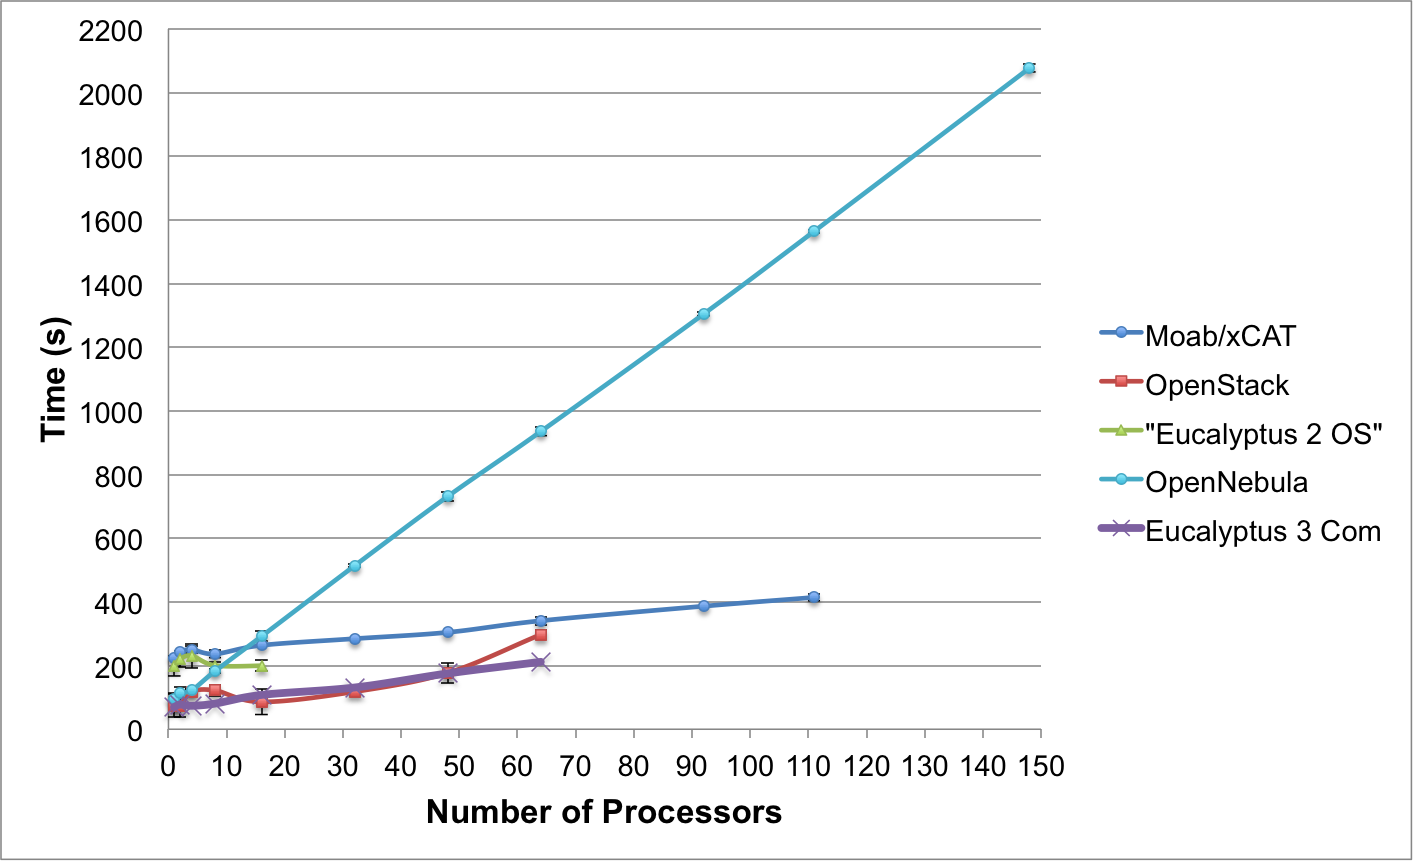 2200
2000
1800
1600
1400
1200
1000
800
600
400
200
0
Time (s)
0 10 20 30 40 50 60 70 80 90 100 110 120 130 140 150
Number of Processors
Moab/xCAT
OpenStack
"Eucalyptus 2 OS"
OpenNebula
Eucalyptus 3 Com